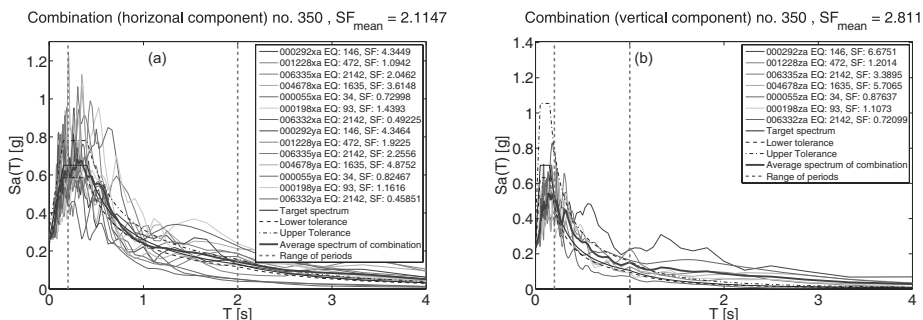 Combination (horizonal component) no. 350 , SF_mean = 2.1147
Sa(T) [g]
1.2
1
0.8
0.6
0.4
0.2
0
(a)
000292xa EQ: 146, SF: 4.3449
001228xa EQ: 472, SF: 1.0942
006335xa EQ: 2142, SF: 2.0462
004678xa EQ: 1635, SF: 3.6148
000055xa EQ: 34, SF: 0.72998
000198xa EQ: 93, SF: 1.4393
006332xa EQ: 2142, SF: 0.49225
000292ya EQ: 146, SF: 4.3464
001228ya EQ: 472, SF: 1.9225
006335ya EQ: 2142, SF: 2.2556
004678ya EQ: 1635, SF: 4.8752
000055ya EQ: 34, SF: 0.82467
000198ya EQ: 93, SF: 1.1616
006332ya EQ: 2142, SF: 0.45851
Target spectrum
Lower tolerance
Upper Tolerance
Average spectrum of combination
Range of periods
0 1 2 3 4
T [s]
Combination (vertical component) no. 350 , SF_mean = 2.811
Sa(T) [g]
1.4
1.2
1.0
0.8
0.6
0.4
0.2
0
(b)
000292za EQ: 146, SF: 6.6751
001228za EQ: 472, SF: 1.2014
006335za EQ: 2142, SF: 3.3895
004678za EQ: 1635, SF: 5.7065
000055za EQ: 34, SF: 0.87637
000198za EQ: 93, SF: 1.1073
006332za EQ: 2142, SF: 0.72099
Target spectrum
Lower tolerance
Upper Tolerance
Average spectrum of combination
Range of periods
0 1 2 3 4
T [s]